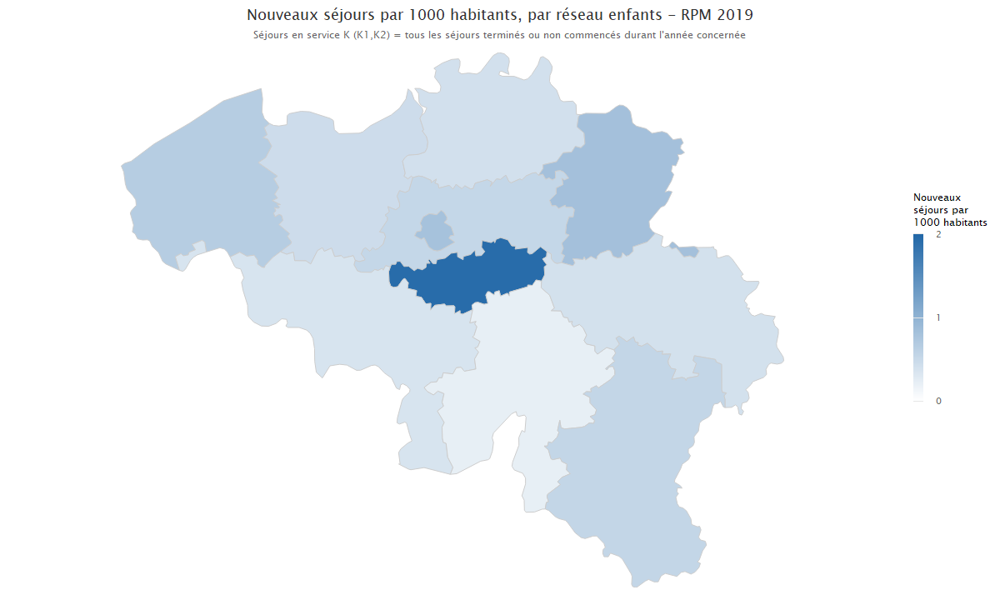 Nouveaux séjours par 1000 habitants, par réseau enfants - RPM 2019
Séjours en service K (K1,K2) = tous les séjours terminés ou non commencés durant l'année concernée
Nouveaux
séjours par
1000 habitants
2
1
0